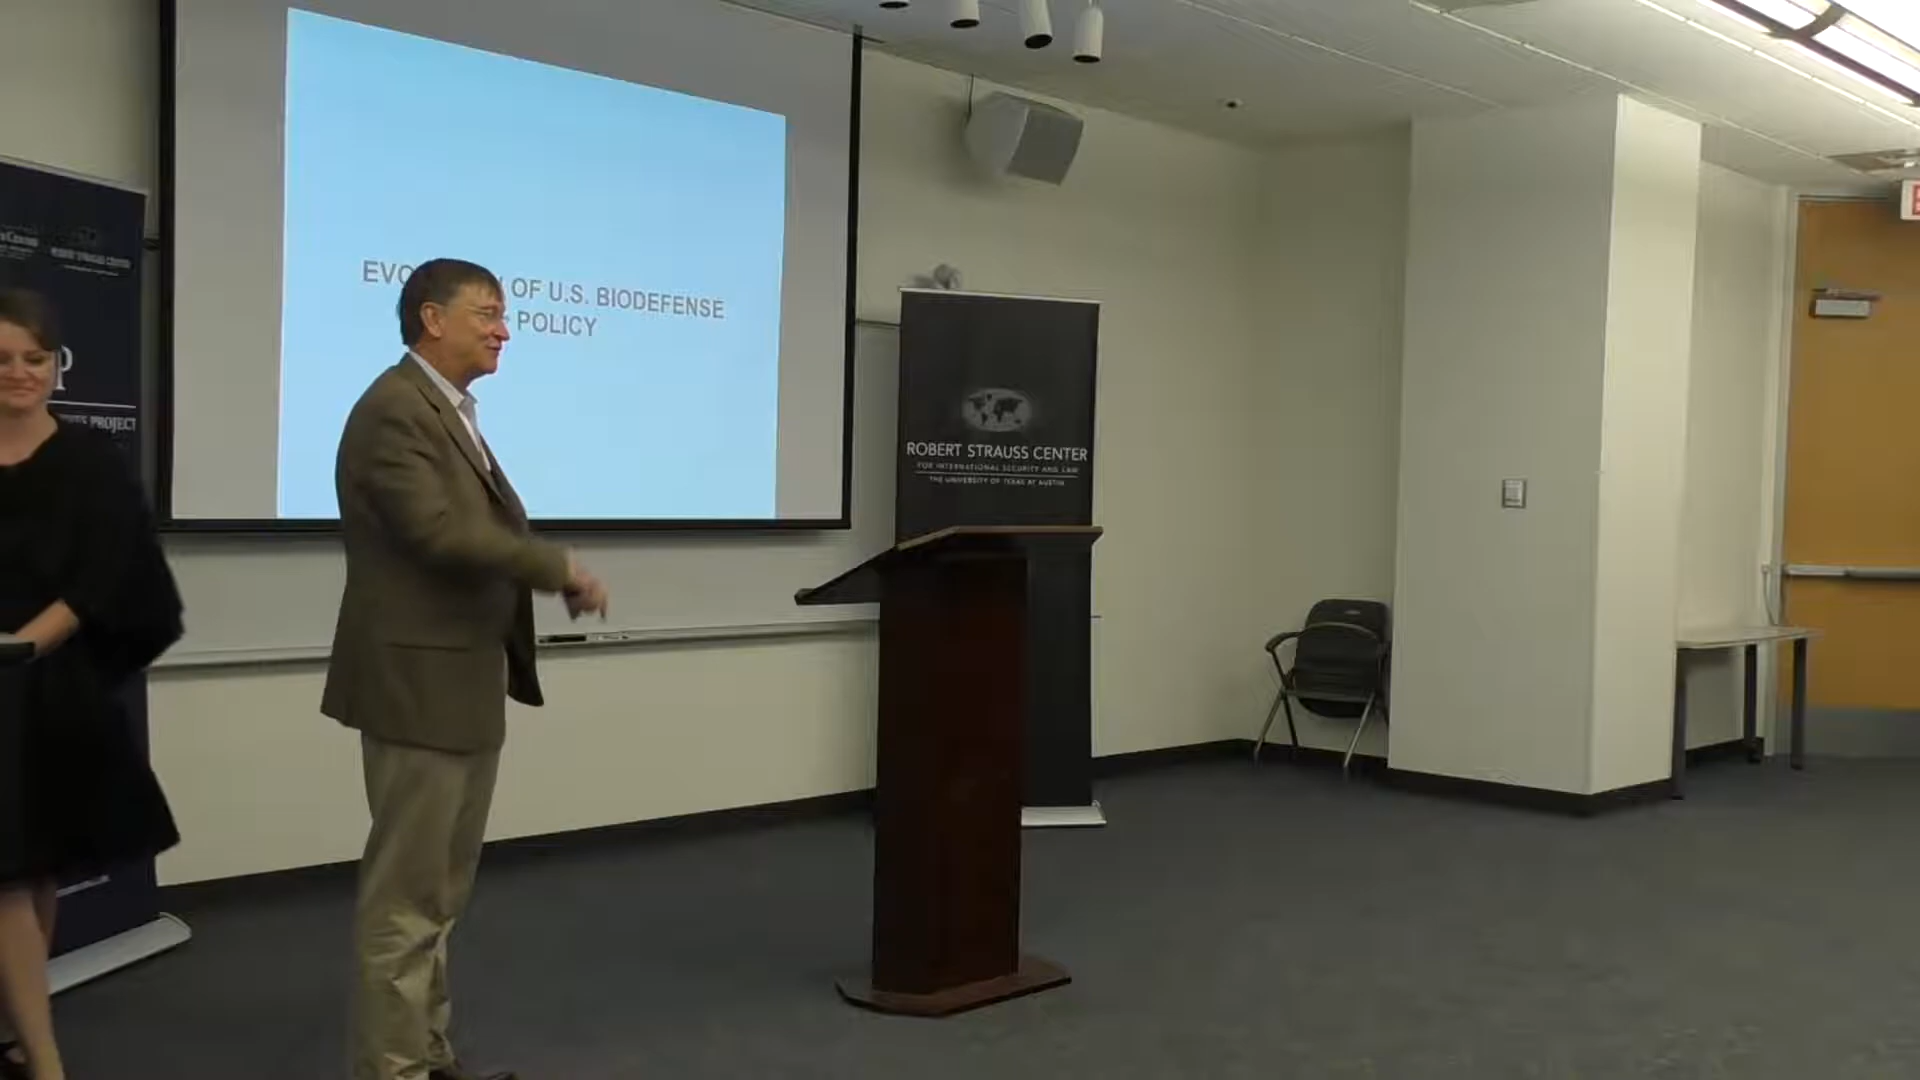 EVO OF U.S. BIODEFENSE
POLICY
ROBERT STRAUSS CENTER
PROJECT
ROBERT STRAUSS CENTER
FOR INTERNATIONAL SECURITY AND LAW
THE UNIVERSITY OF TEXAS AT AUSTIN